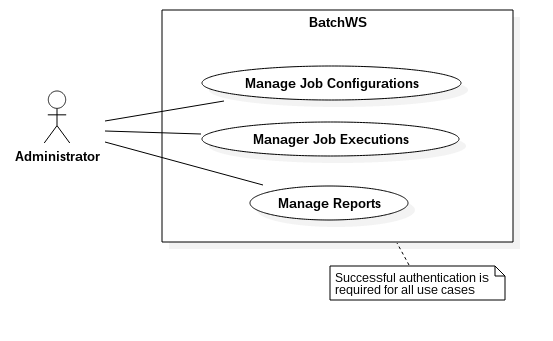 BatchWS
Manage Job Configurations
Manager Job Executions
Administrator
Manage Reports
Successful authentication is
required for all use cases